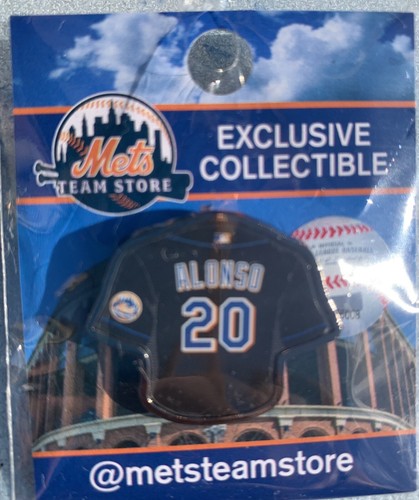 Mets
TEAM STORE
EXCLUSIVE
COLLECTIBLE
ALONSO
20
@metsteamstore